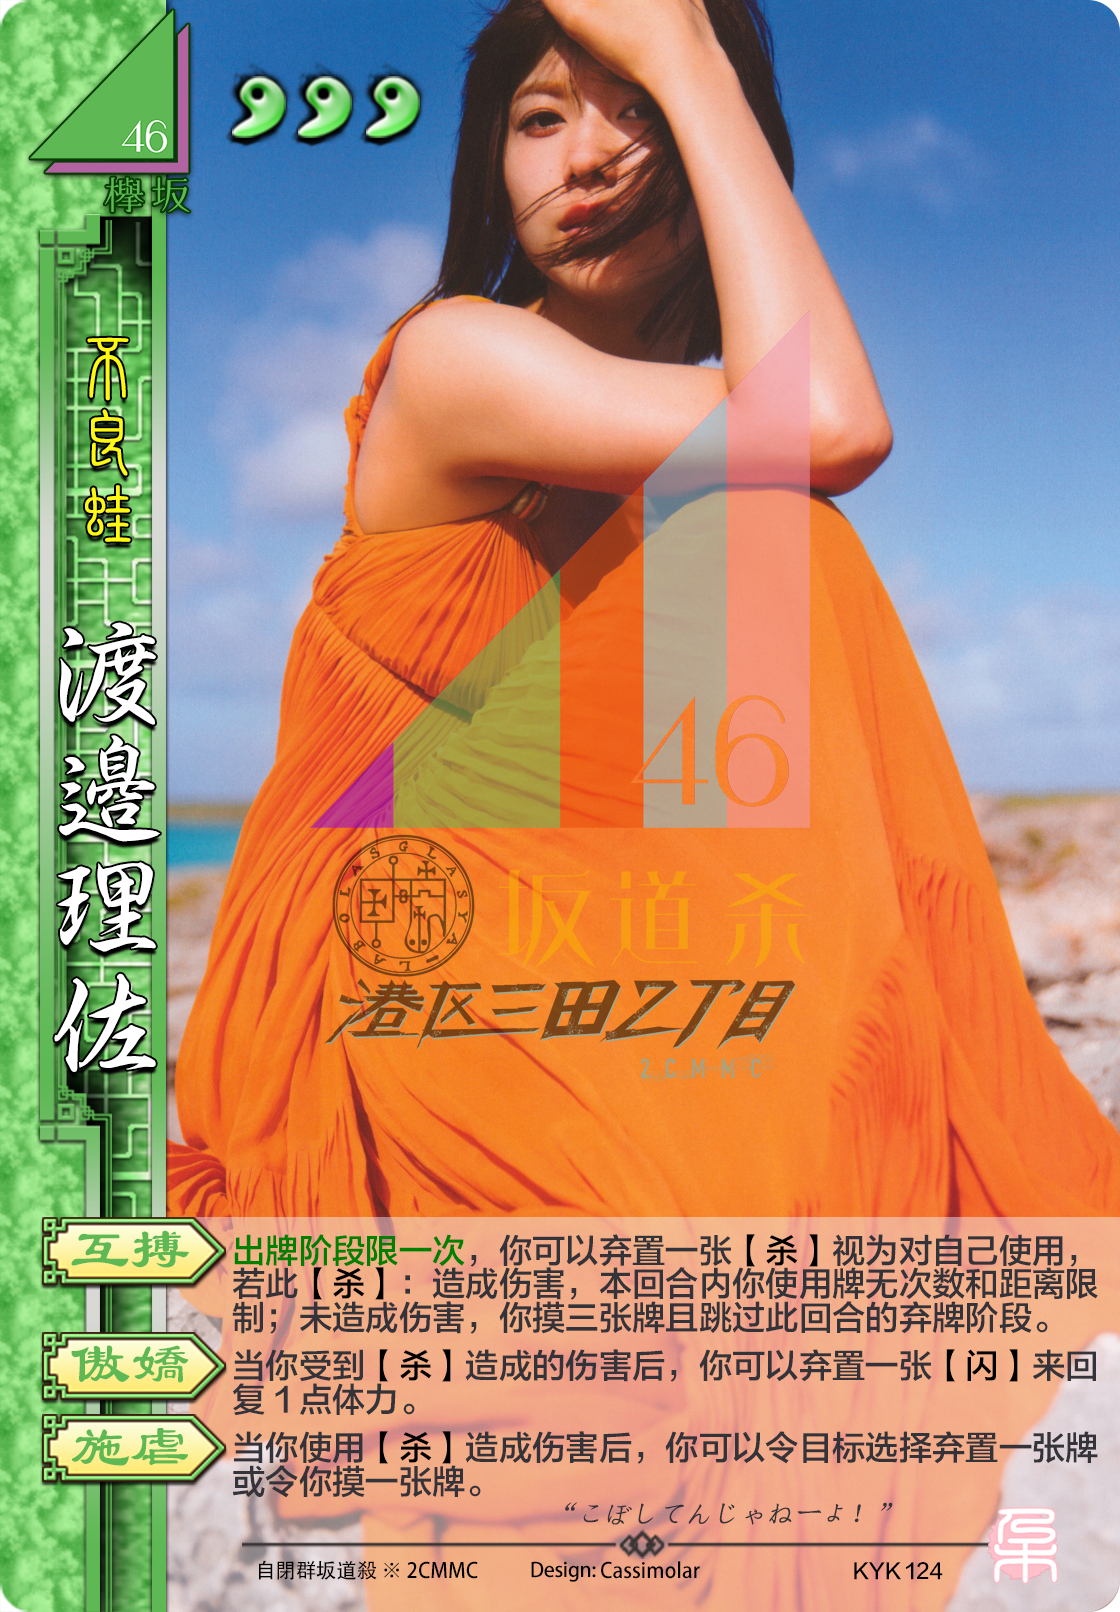 46
欅坂
不良蛙
渡邉理佐
46
GLASYALABOLAS
坂道杀
港区三田2丁目
2CMMC
互搏
出牌阶段限一次，你可以弃置一张【杀】视为对自己使用，
若此【杀】：造成伤害，本回合内你使用牌无次数和距离限
制；未造成伤害，你摸三张牌且跳过此回合的弃牌阶段。
傲嬌
当你受到【杀】造成的伤害后，你可以弃置一张【闪】来回
复1点体力。
施虐
当你使用【杀】造成伤害后，你可以令目标选择弃置一张牌
或令你摸一张牌。
“こぼしてんじゃねーよ！”
自閉群坂道殺 ※ 2CMMC Design: Cassimolar KYK 124